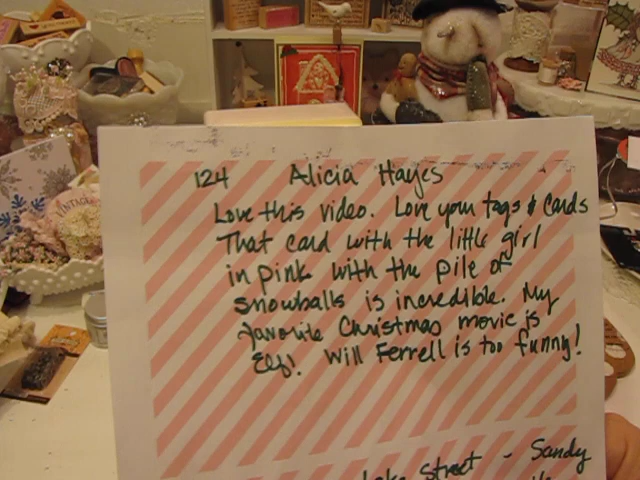 124 Alicia Hayes
Love this video. Love your tags & cards
That card with the little girl
in pink with the pile of
snowballs is incredible. My
favorite Christmas movie is
Elf! Will Ferrell is too funny!
Lake Street - Sandy
VINTAGE